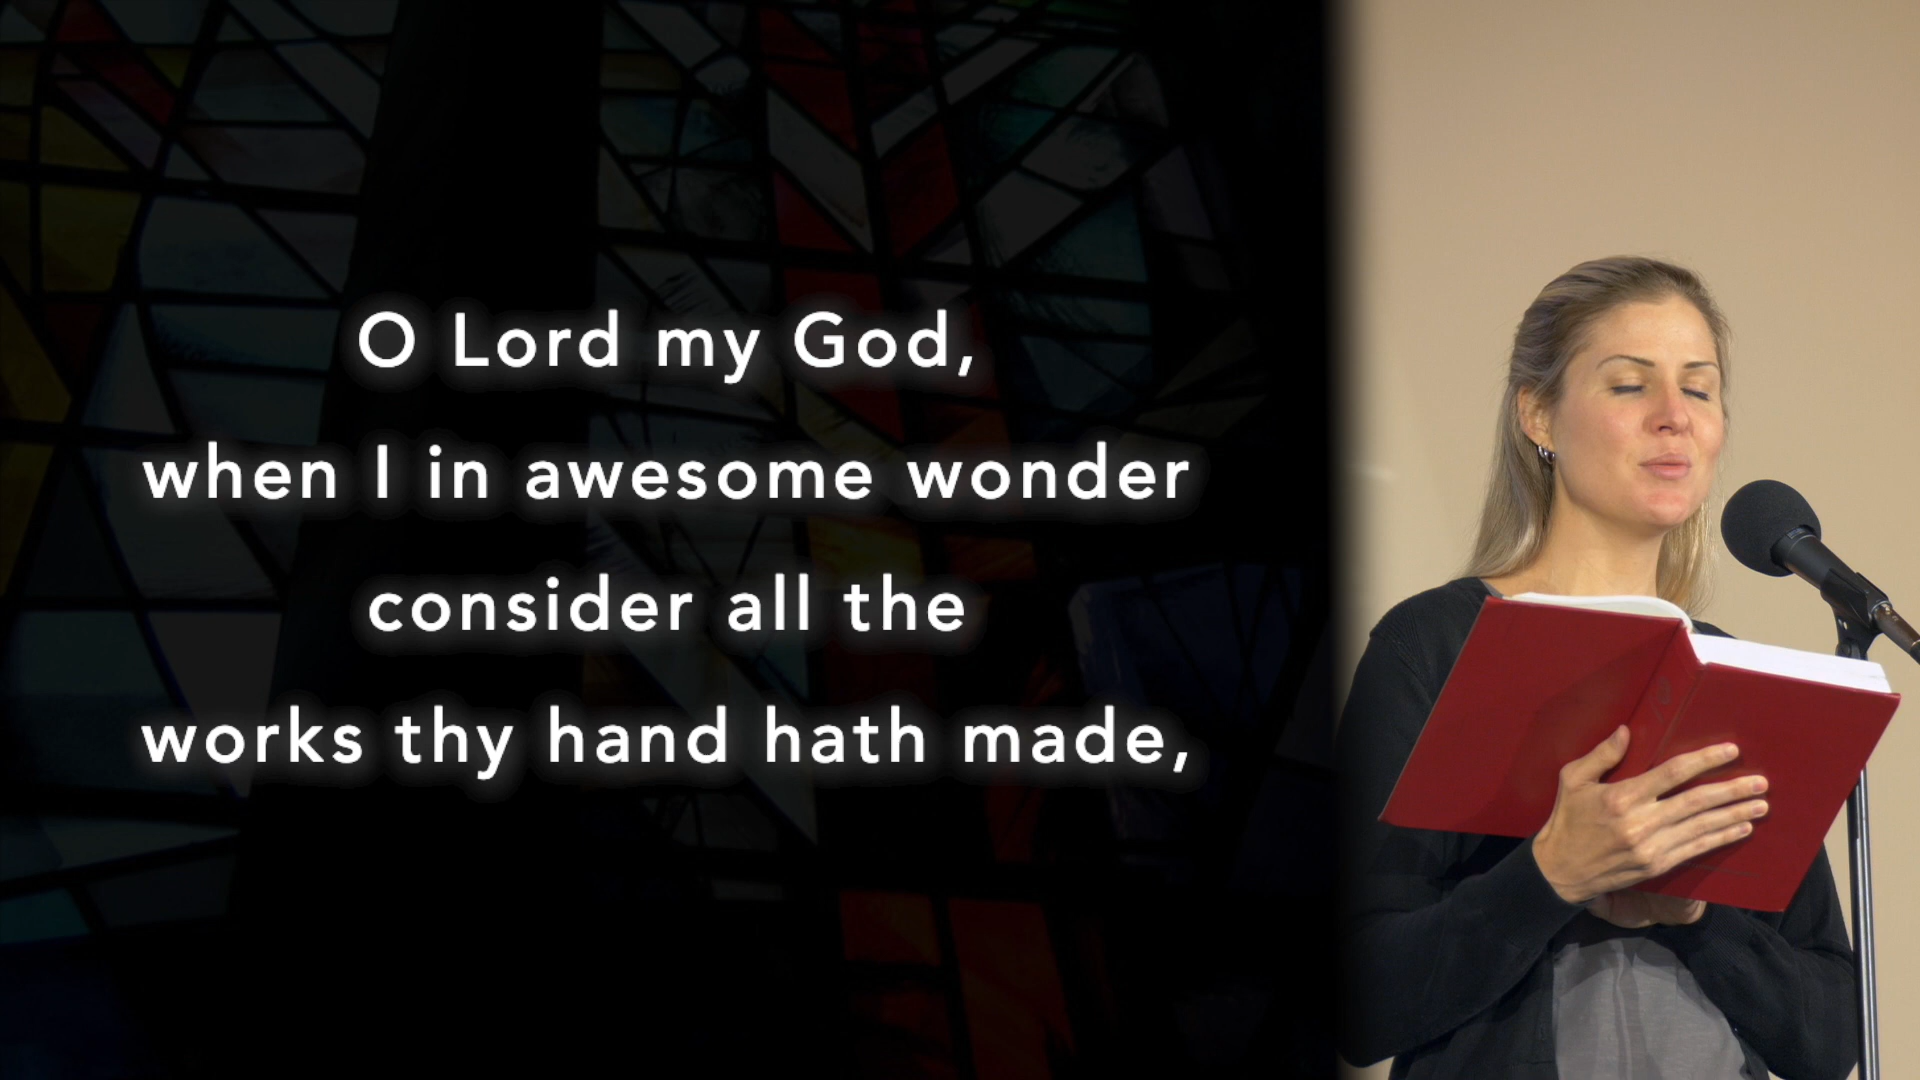 O Lord my God,
when I in awesome wonder
consider all the
works thy hand hath made,